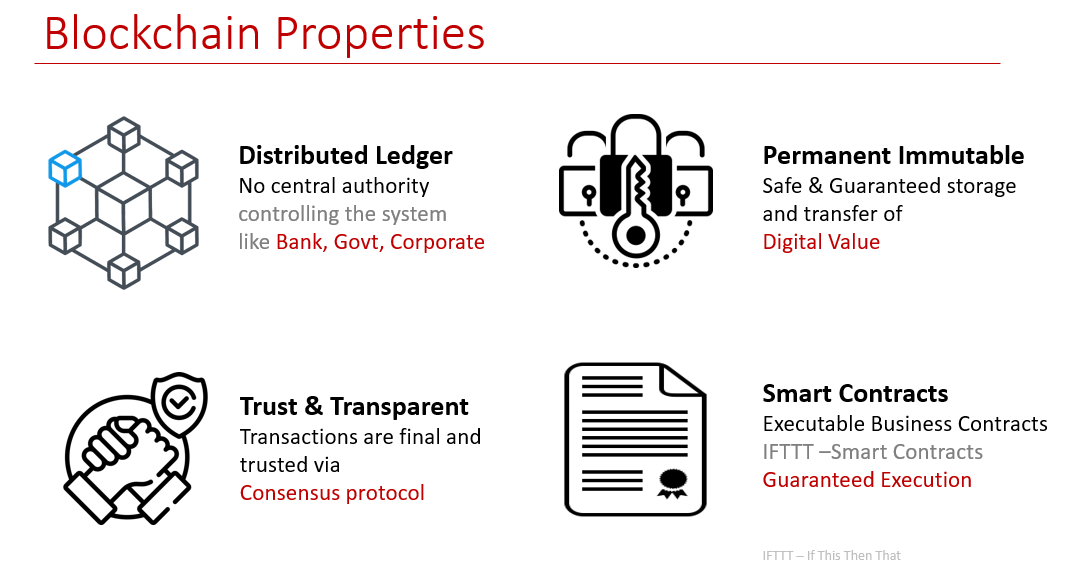 Blockchain Properties
Distributed Ledger
No central authority
controlling the system
like Bank, Govt, Corporate
Permanent Immutable
Safe & Guaranteed storage
and transfer of
Digital Value
Trust & Transparent
Transactions are final and
trusted via
Consensus protocol
Smart Contracts
Executable Business Contracts
IFTTT –Smart Contracts
Guaranteed Execution
IFTTT – If This Then That